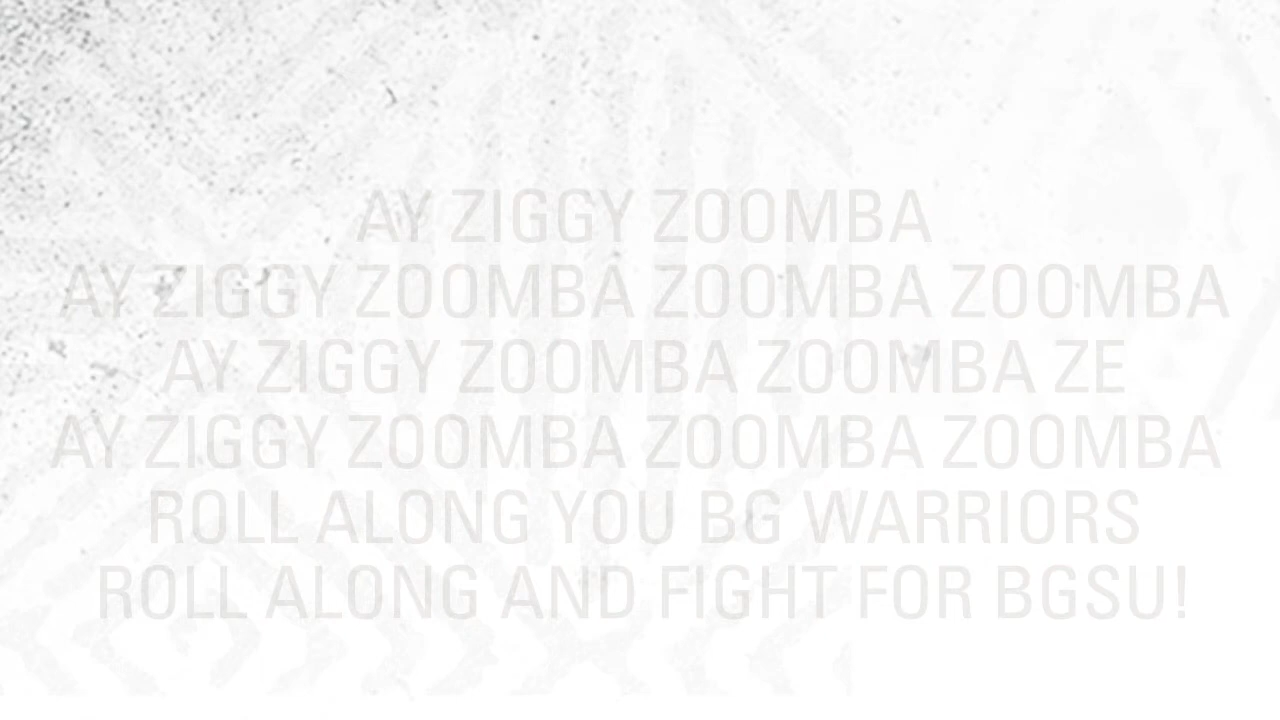 AY ZIGGY ZOOMBA
AY ZIGGY ZOOMBA ZOOMBA ZOOMBA
AY ZIGGY ZOOMBA ZOOMBA ZE
AY ZIGGY ZOOMBA ZOOMBA ZOOMBA
ROLL ALONG YOU BG WARRIORS
ROLL ALONG AND FIGHT FOR BGSU!